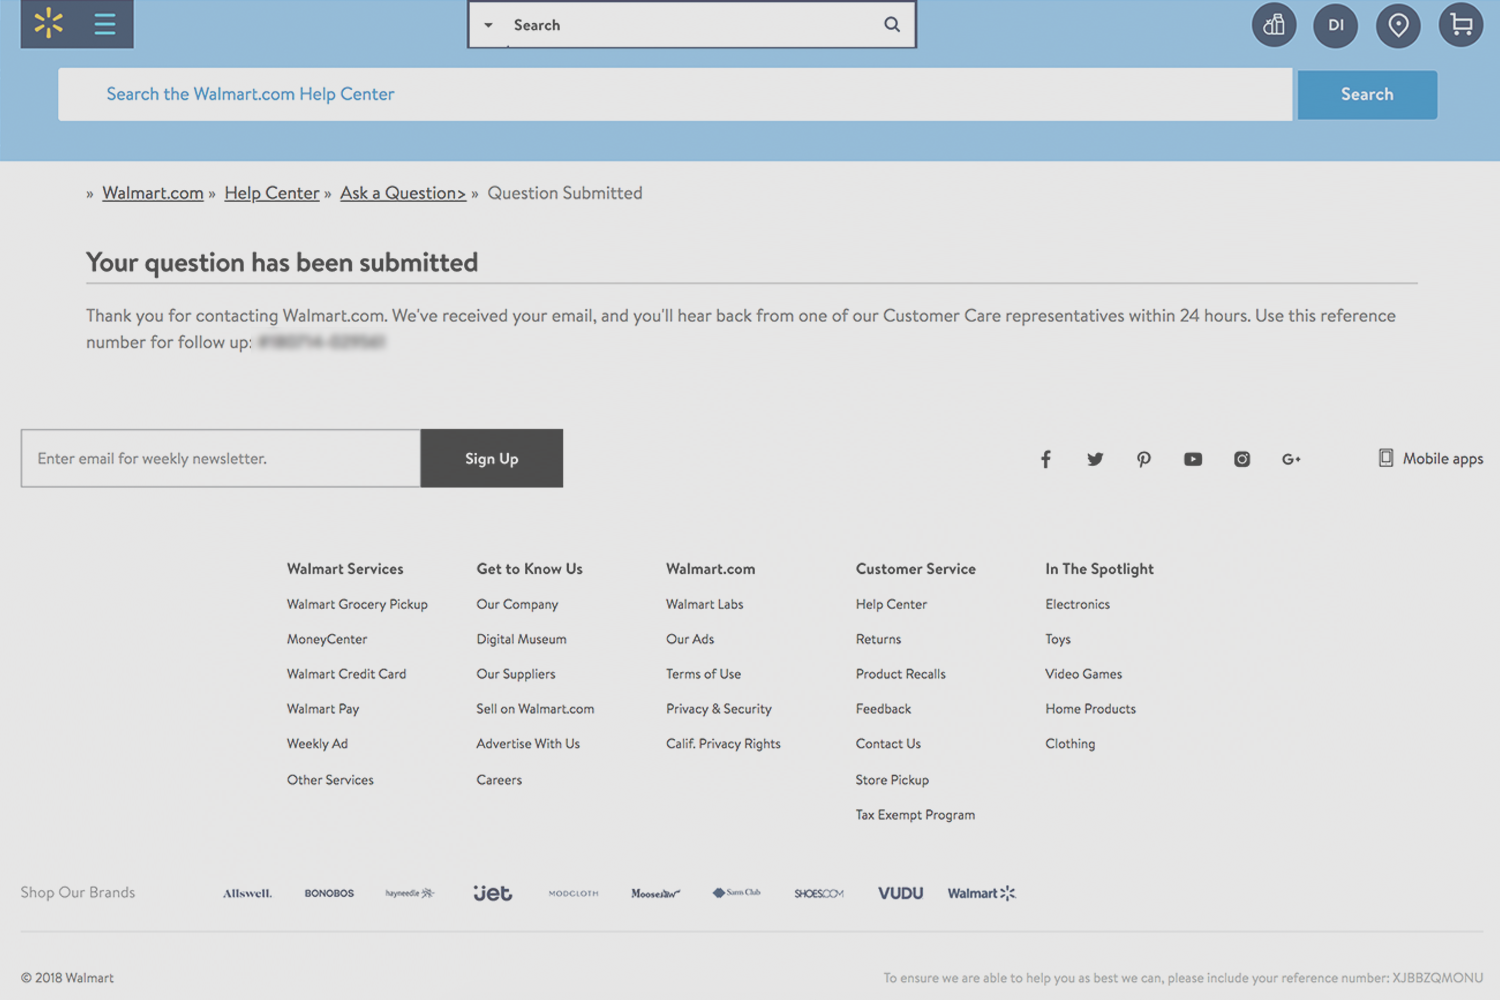 Search
DI
Search the Walmart.com Help Center
Search
» Walmart.com » Help Center » Ask a Question> » Question Submitted
Your question has been submitted
Thank you for contacting Walmart.com. We've received your email, and you'll hear back from one of our Customer Care representatives within 24 hours. Use this reference
number for follow up:
Enter email for weekly newsletter.
Sign Up
G+
Mobile apps
Walmart Services
Walmart Grocery Pickup
MoneyCenter
Walmart Credit Card
Walmart Pay
Weekly Ad
Other Services
Get to Know Us
Our Company
Digital Museum
Our Suppliers
Sell on Walmart.com
Advertise With Us
Careers
Walmart.com
Walmart Labs
Our Ads
Terms of Use
Privacy & Security
Calif. Privacy Rights
Customer Service
Help Center
Returns
Product Recalls
Feedback
Contact Us
Store Pickup
Tax Exempt Program
In The Spotlight
Electronics
Toys
Video Games
Home Products
Clothing
Shop Our Brands
Allswell.
BONOBOS
hayneedle
jet
MODCLOTH
Moosejaw
Sam's Club
SHOES.COM
VUDU
Walmart
© 2018 Walmart
To ensure we are able to help you as best we can, please include your reference number: XJBBZQMONU